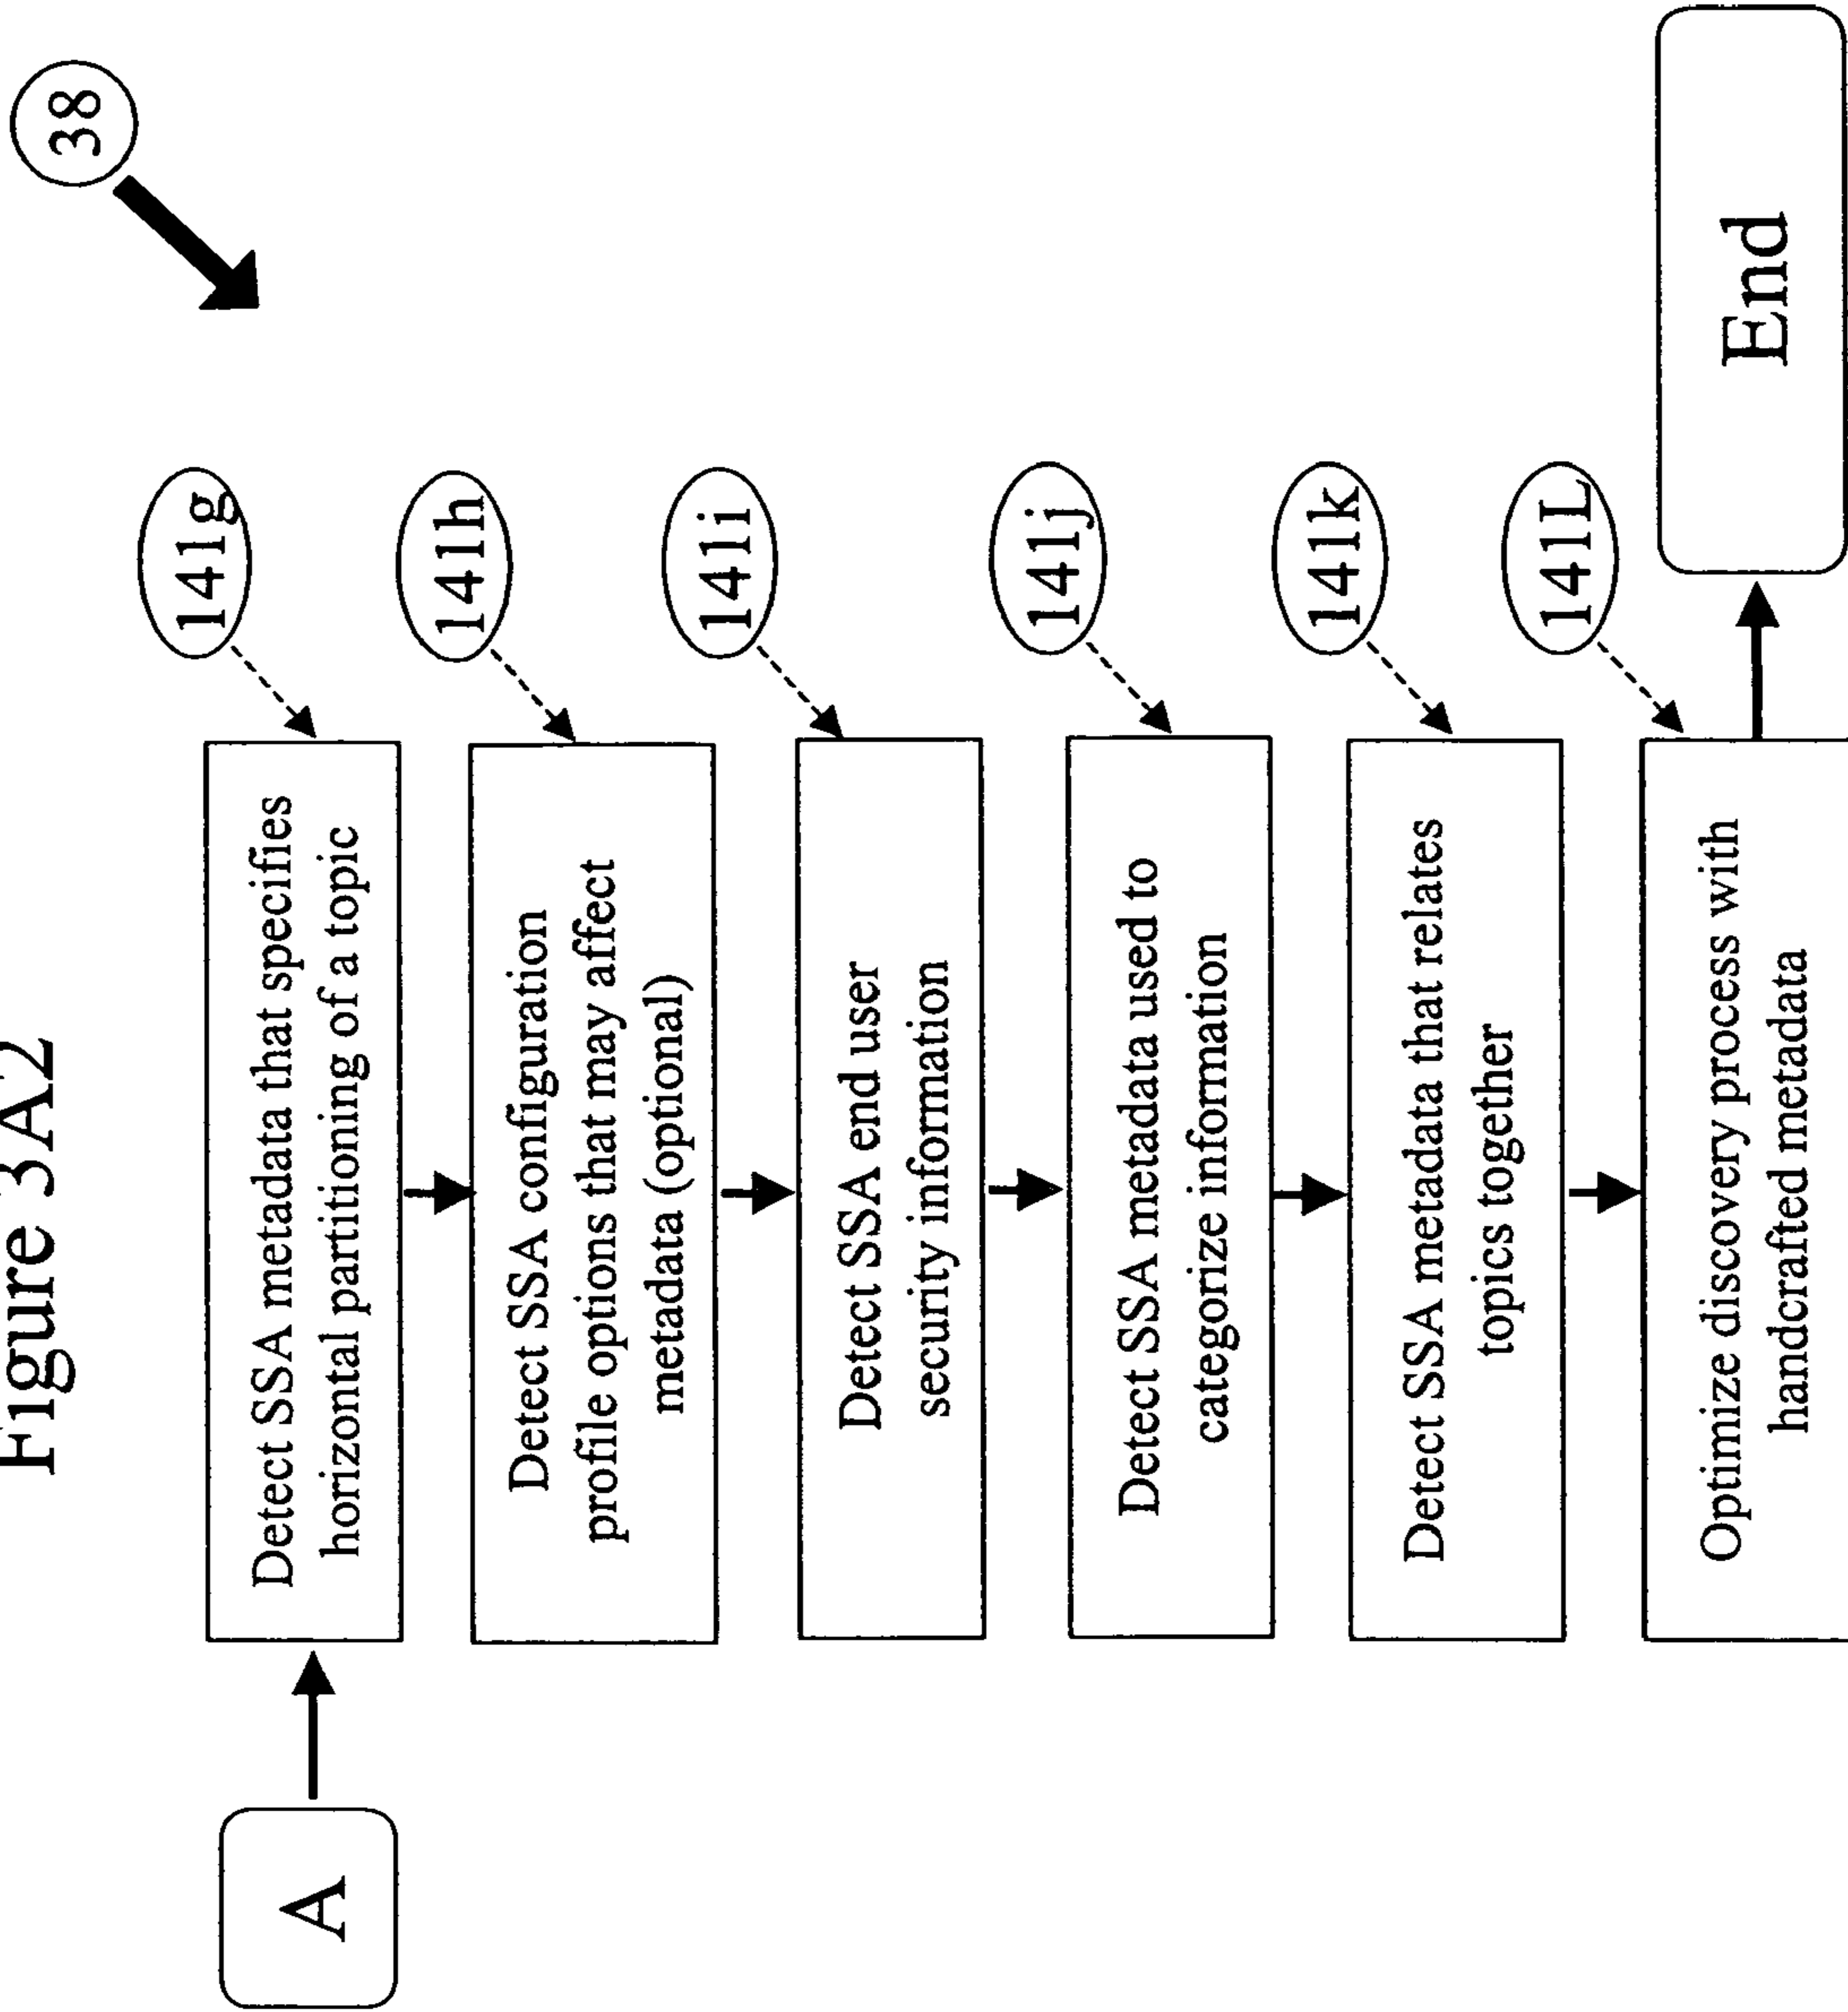 Figure 3A2
38
A
Detect SSA metadata that specifies
horizontal partitioning of a topic
141g
Detect SSA configuration
profile options that may affect
metadata (optional)
141h
Detect SSA end user
security information
141i
Detect SSA metadata used to
categorize information
141j
Detect SSA metadata that relates
topics together
141k
Optimize discovery process with
handcrafted metadata
141L
End